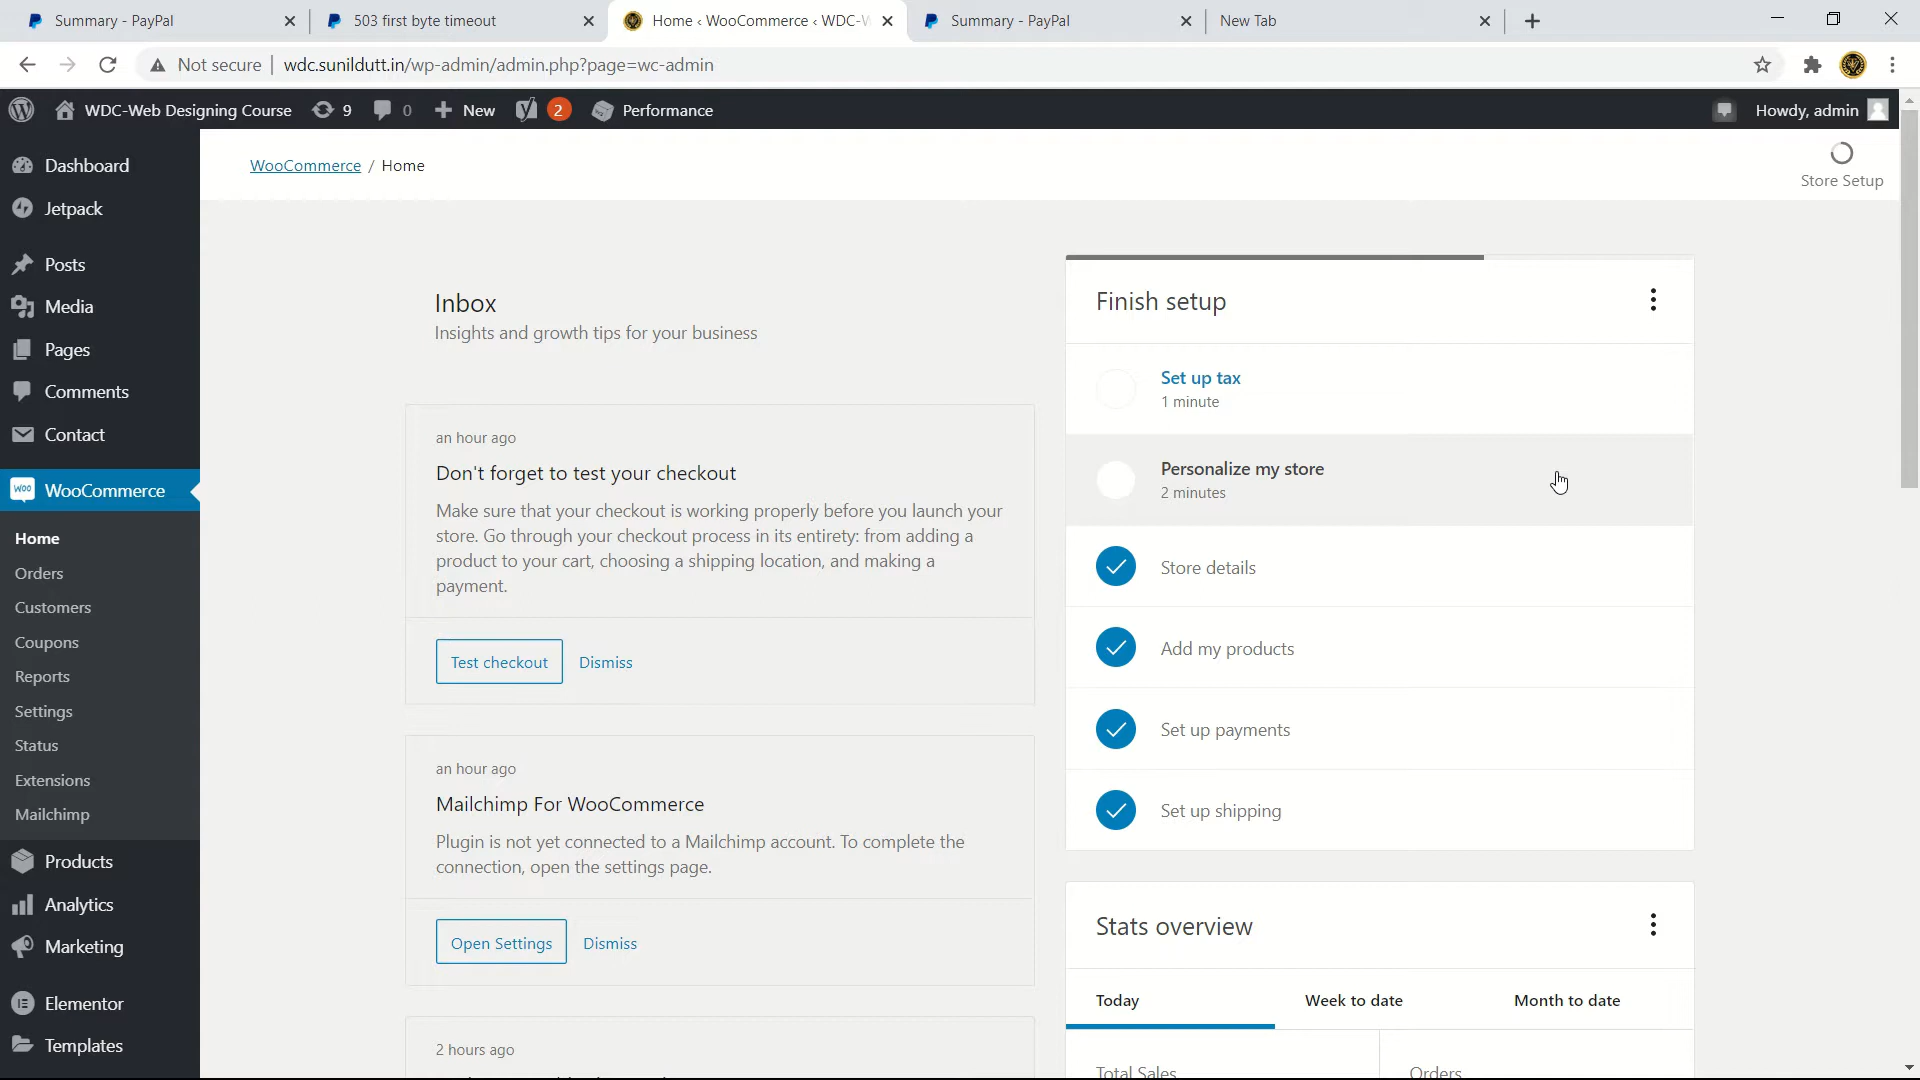 Summary - PayPal
503 first byte timeout
Home ‹ WooCommerce ‹ WDC-W
Summary - PayPal
New Tab
Not secure
wdc.sunildutt.in/wp-admin/admin.php?page=wc-admin
WDC-Web Designing Course
9
0
New
2
Performance
Howdy, admin
Dashboard
Jetpack
Posts
Media
Pages
Comments
Contact
WOO
WooCommerce
Home
Orders
Customers
Coupons
Reports
Settings
Status
Extensions
Mailchimp
Products
Analytics
Marketing
Elementor
Templates
WooCommerce / Home
Store Setup
Inbox
Insights and growth tips for your business
an hour ago
Don't forget to test your checkout
Make sure that your checkout is working properly before you launch your
store. Go through your checkout process in its entirety: from adding a
product to your cart, choosing a shipping location, and making a
payment.
Test checkout
Dismiss
an hour ago
Mailchimp For WooCommerce
Plugin is not yet connected to a Mailchimp account. To complete the
connection, open the settings page.
Open Settings
Dismiss
2 hours ago
Finish setup
Set up tax
1 minute
Personalize my store
2 minutes
Store details
Add my products
Set up payments
Set up shipping
Stats overview
Today
Week to date
Month to date
Total Sales
Orders